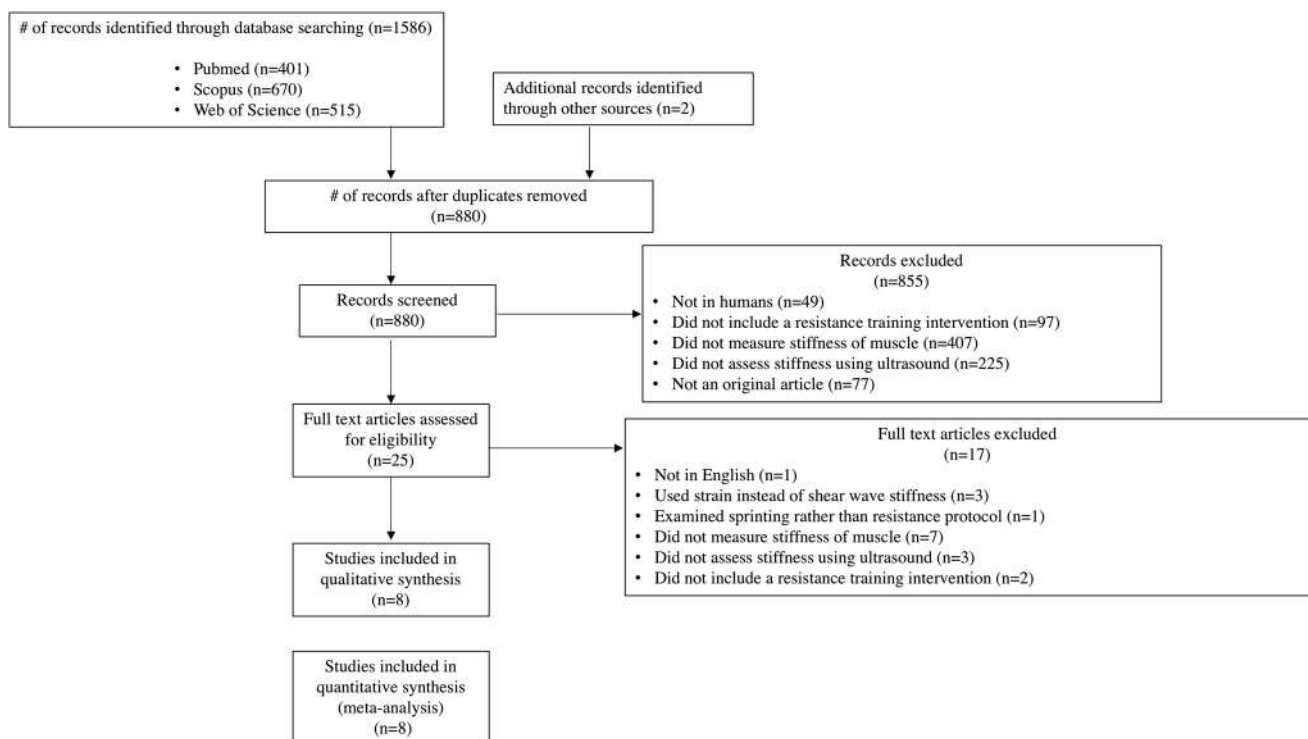 # of records identified through database searching (n=1586)
• Pubmed (n=401)
• Scopus (n=670)
• Web of Science (n=515)
Additional records identified
through other sources (n=2)
# of records after duplicates removed
(n=880)
Records screened
(n=880)
Records excluded
(n=855)
• Not in humans (n=49)
• Did not include a resistance training intervention (n=97)
• Did not measure stiffness of muscle (n=407)
• Did not assess stiffness using ultrasound (n=225)
• Not an original article (n=77)
Full text articles assessed
for eligibility
(n=25)
Full text articles excluded
(n=17)
• Not in English (n=1)
• Used strain instead of shear wave stiffness (n=3)
• Examined sprinting rather than resistance protocol (n=1)
• Did not measure stiffness of muscle (n=7)
• Did not assess stiffness using ultrasound (n=3)
• Did not include a resistance training intervention (n=2)
Studies included in
qualitative synthesis
(n=8)
Studies included in
quantitative synthesis
(meta-analysis)
(n=8)